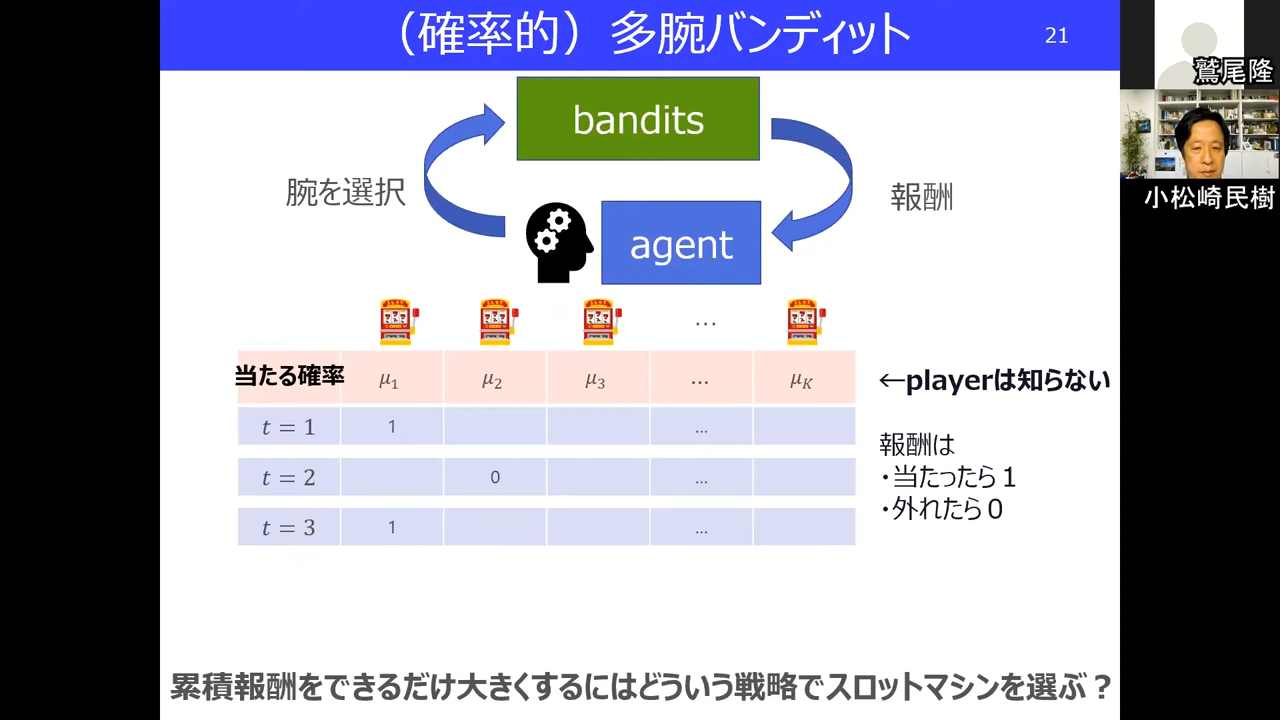 （確率的）多腕バンディット
21
鷲尾隆
小松崎民樹
bandits
腕を選択
報酬
agent
…
当たる確率 μ1 μ2 μ3 … μK
←playerは知らない
t = 1 1 …
t = 2 0 …
t = 3 1 …
報酬は
・当たったら１
・外れたら０
累積報酬をできるだけ大きくするにはどういう戦略でスロットマシンを選ぶ？